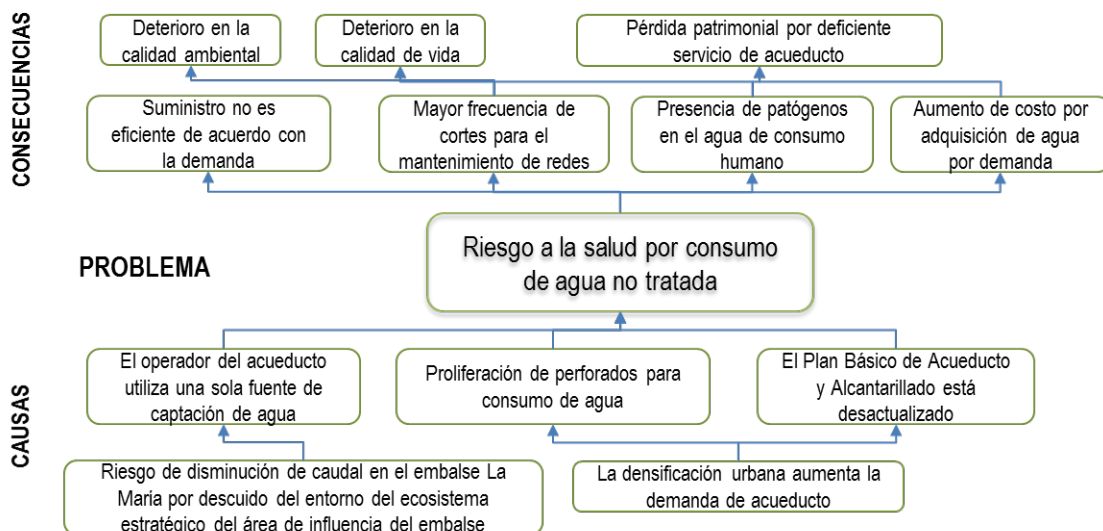 CONSECUENCIAS
Deterioro en la
calidad ambiental
Deterioro en la
calidad de vida
Pérdida patrimonial por deficiente
servicio de acueducto
Suministro no es
eficiente de acuerdo con
la demanda
Mayor frecuencia de
cortes para el
mantenimiento de redes
Presencia de patógenos
en el agua de consumo
humano
Aumento de costo por
adquisición de agua
por demanda
PROBLEMA
Riesgo a la salud por consumo
de agua no tratada
CAUSAS
El operador del acueducto
utiliza una sola fuente de
captación de agua
Proliferación de perforados para
consumo de agua
El Plan Básico de Acueducto
y Alcantarillado está
desactualizado
Riesgo de disminución de caudal en el embalse La
María por descuido del entorno del ecosistema
estratégico del área de influencia del embalse
La densificación urbana aumenta la
demanda de acueducto